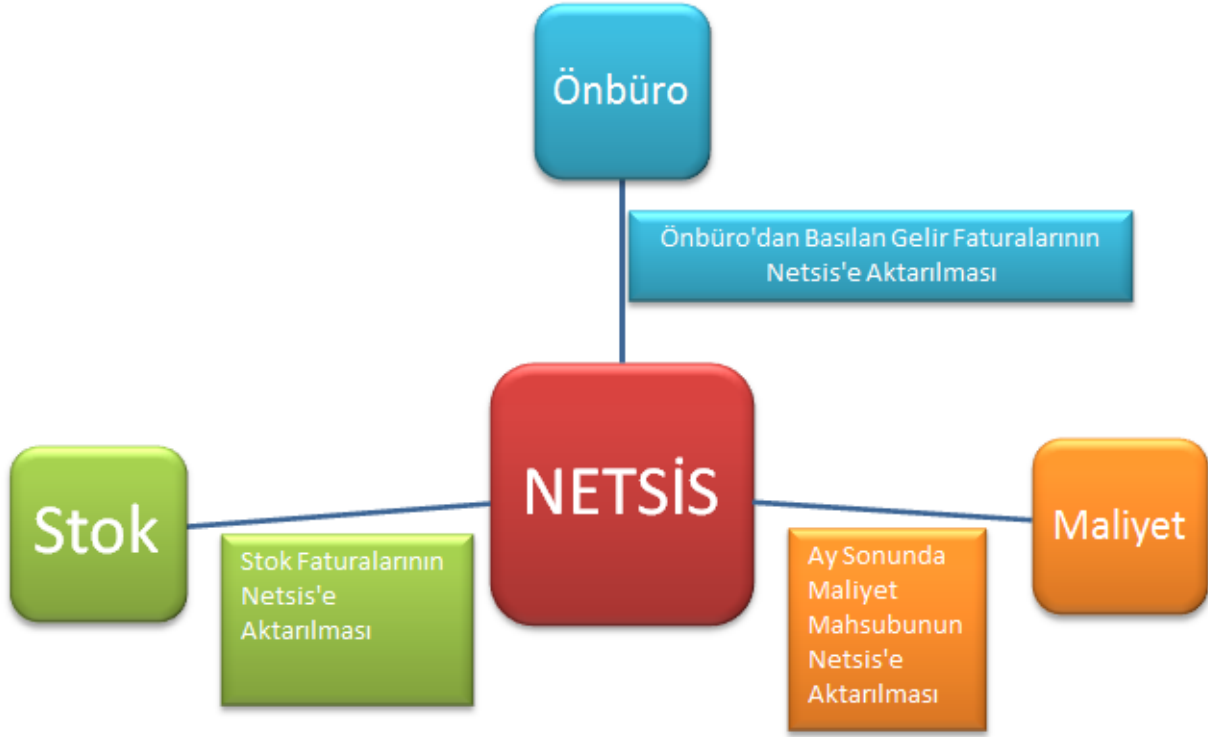 Önbüro
Önbüro'dan Basılan Gelir Faturalarının
Netsis'e Aktarılması
NETSİS
Stok
Stok Faturalarının
Netsis'e
Aktarılması
Maliyet
Ay Sonunda
Maliyet
Mahsubunun
Netsis'e
Aktarılması